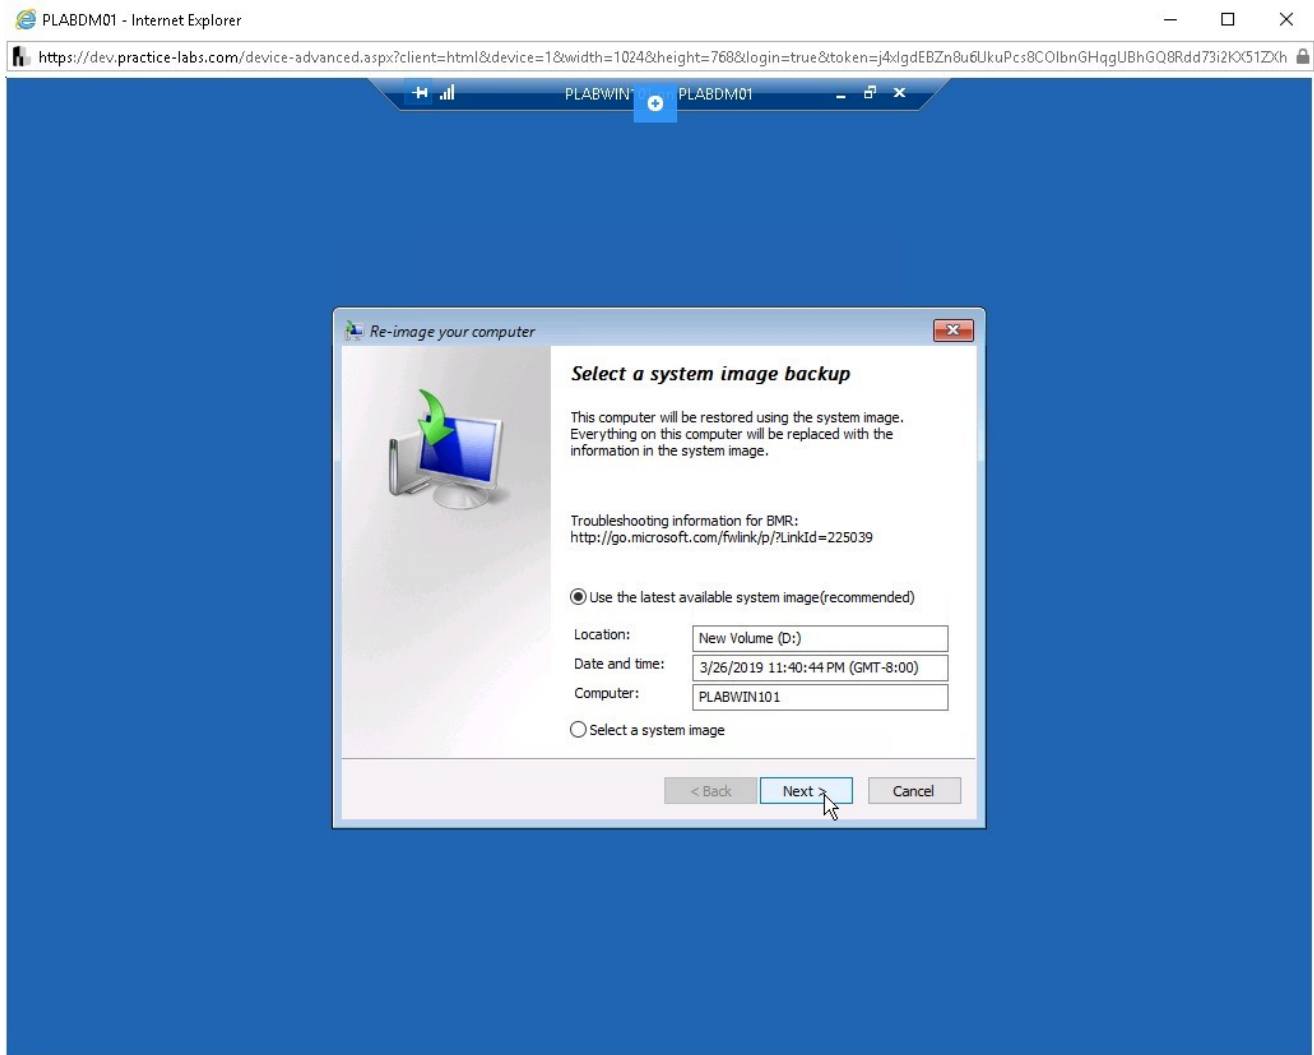 PLABDM01 - Internet Explorer
https://dev.practice-labs.com/device-advanced.aspx?client=html&device=1&width=1024&height=768&login=true&token=j4xIgdEBZn8u6UkuPcs8COIbnGHqgUBhGQ8Rdd73i2KX51ZXh
PLABDM01
Re-image your computer
Select a system image backup
This computer will be restored using the system image.
Everything on this computer will be replaced with the
information in the system image.
Troubleshooting information for BMR:
http://go.microsoft.com/fwlink/p/?LinkId=225039
Use the latest available system image(recommended)
Location: New Volume (D:)
Date and time: 3/26/2019 11:40:44 PM (GMT-8:00)
Computer: PLABWIN101
Select a system image
< Back Next > Cancel